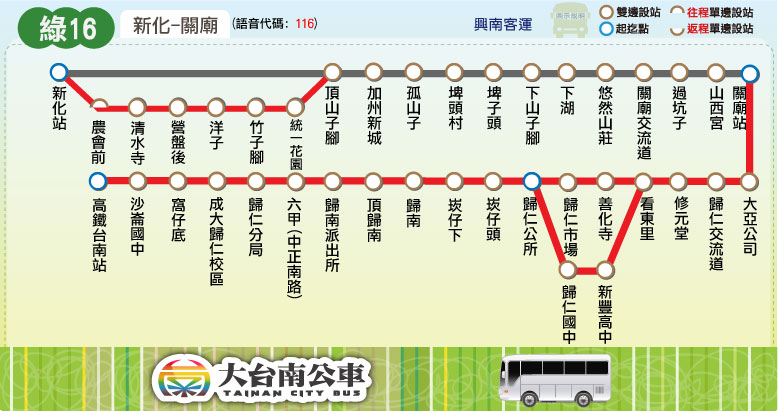 綠16
新化-關廟
(語音代碼：116)
興南客運
圖示說明
雙邊設站
往程單邊設站
起迄點
返程單邊設站
新化站
農會前
清水寺
營盤後
洋子
竹子腳
統一花園
頂山子腳
加州新城
孤山子
埤頭村
埤子頭
下山子腳
下湖
悠然山莊
關廟交流道
過坑子
山西宮
關廟站
高鐵台南站
沙崙國中
窩仔底
成大歸仁校區
歸仁分局
六甲(中正南路)
歸南派出所
頂歸南
歸南
崁仔下
崁仔頭
歸仁公所
歸仁市場
善化寺
看東里
修元堂
歸仁交流道
大亞公司
歸仁國中
新豐高中
大台南公車
TAINAN CITY BUS